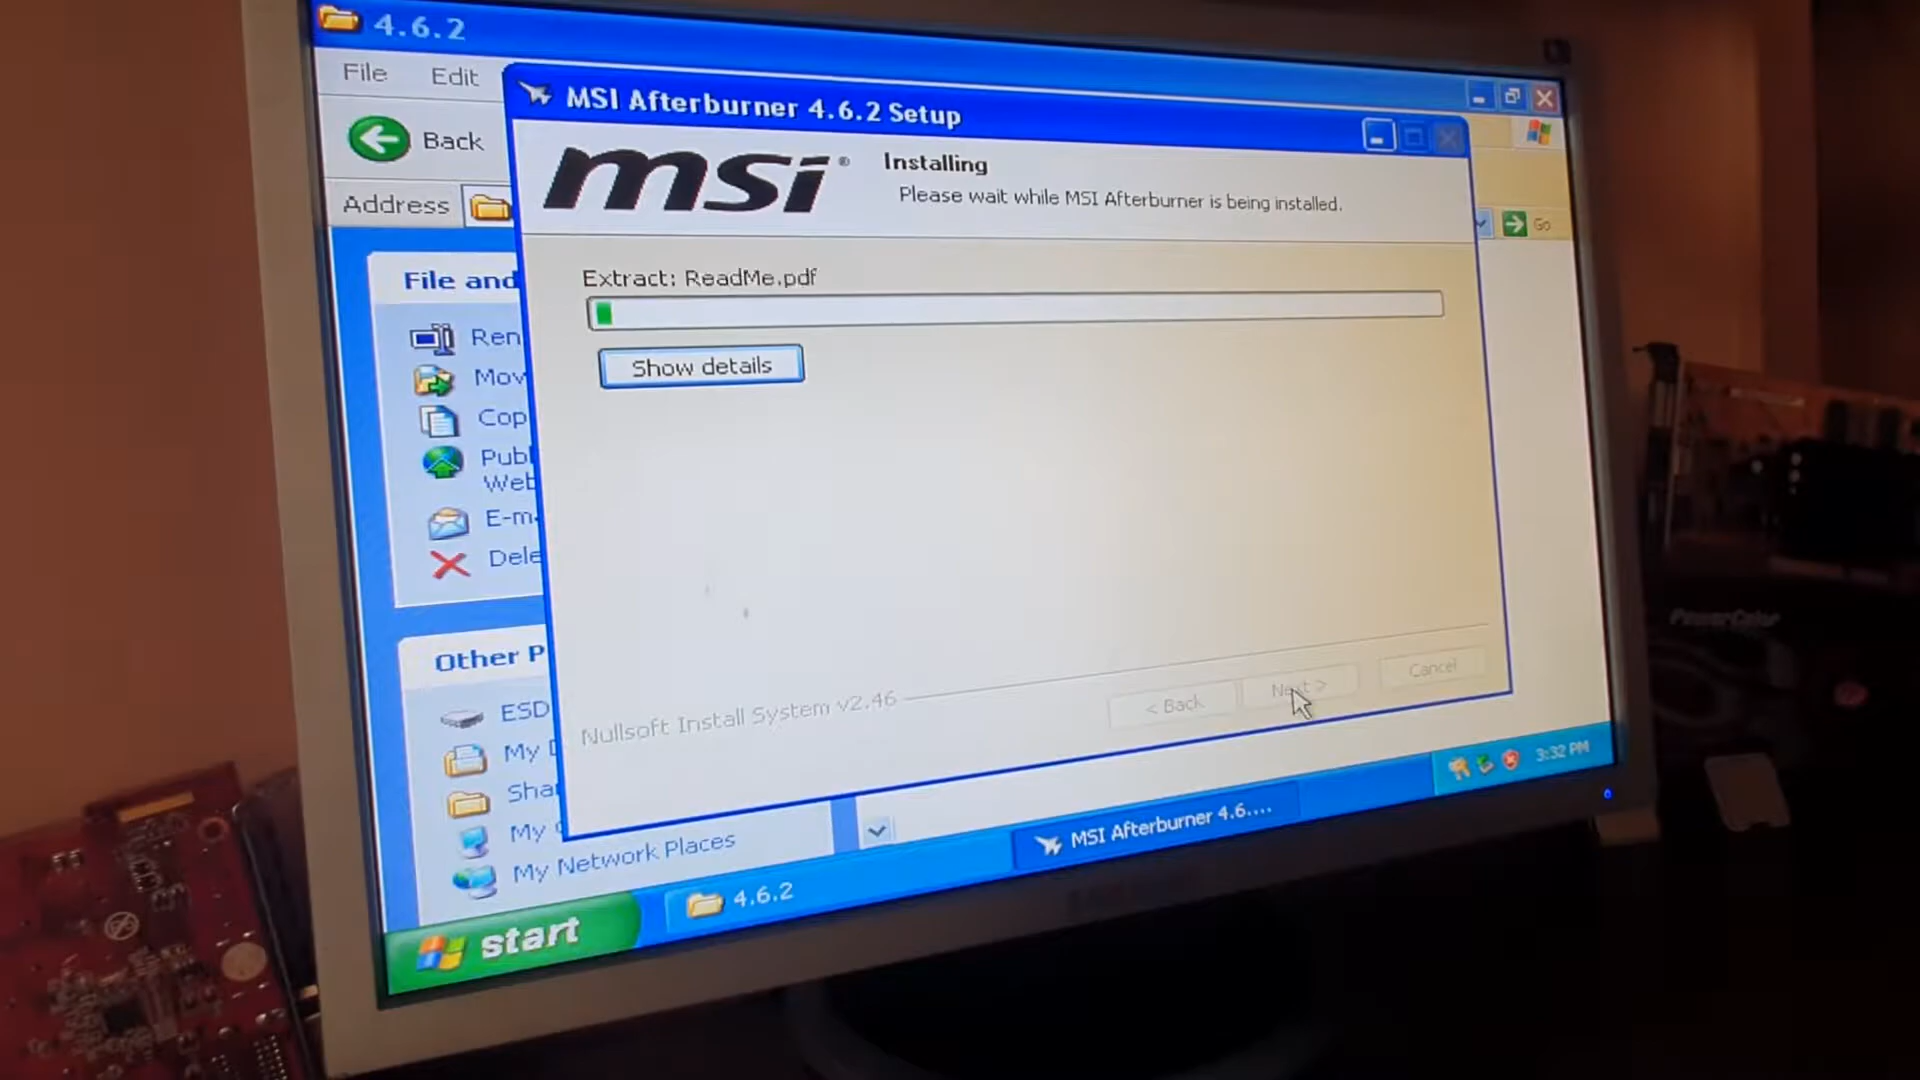 4.6.2
File Edit
MSI Afterburner 4.6.2 Setup
Back
msi®
Installing
Please wait while MSI Afterburner is being installed.
Address
Go
File and
Extract: ReadMe.pdf
Ren
Show details
Mov
Cop
Publ
Web
E-m
Dele
Other P
ESD
My D
Sha
My
My Network Places
Nullsoft Install System v2.46
< Back
Next >
Cancel
start
4.6.2
MSI Afterburner 4.6....
3:32 PM
PowerColor